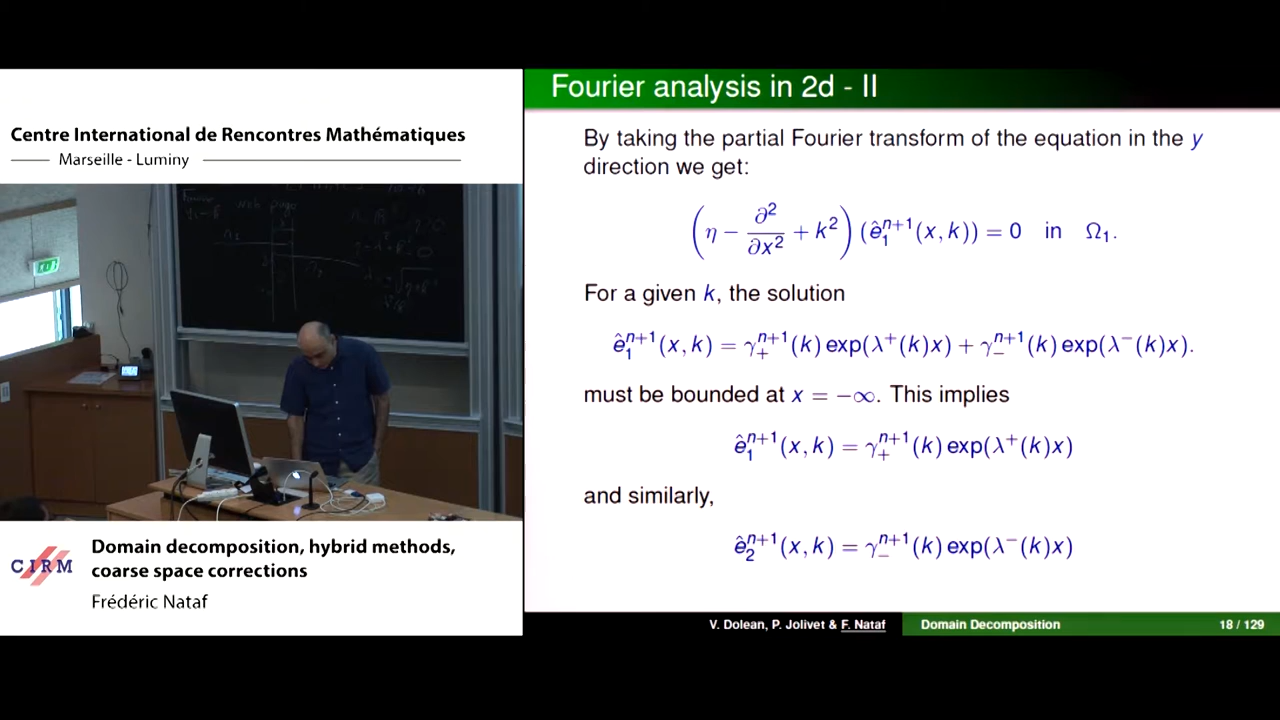 Centre International de Rencontres Mathématiques
Marseille - Luminy
CIRM
Domain decomposition, hybrid methods,
coarse space corrections
Frédéric Nataf
Fourier analysis in 2d - II
By taking the partial Fourier transform of the equation in the y
direction we get:
(η − ∂²/∂x² + k²) (ê₁ⁿ⁺¹(x, k)) = 0 in Ω₁.
For a given k, the solution
ê₁ⁿ⁺¹(x, k) = γ₊ⁿ⁺¹(k) exp(λ⁺(k)x) + γ₋ⁿ⁺¹(k) exp(λ⁻(k)x).
must be bounded at x = −∞. This implies
ê₁ⁿ⁺¹(x, k) = γ₊ⁿ⁺¹(k) exp(λ⁺(k)x)
and similarly,
ê₂ⁿ⁺¹(x, k) = γ₋ⁿ⁺¹(k) exp(λ⁻(k)x)
V. Dolean, P. Jolivet & F. Nataf
Domain Decomposition
18 / 129